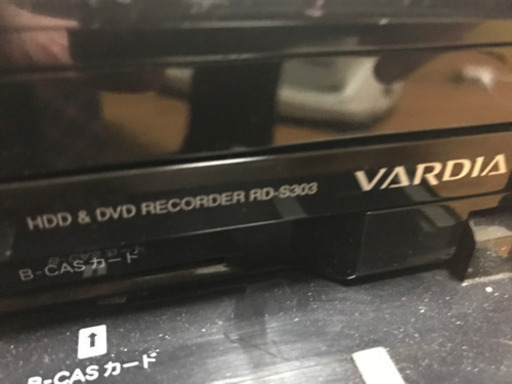 HDD & DVD RECORDER RD-S303
VARDIA
B-CASカード
B-CASカード